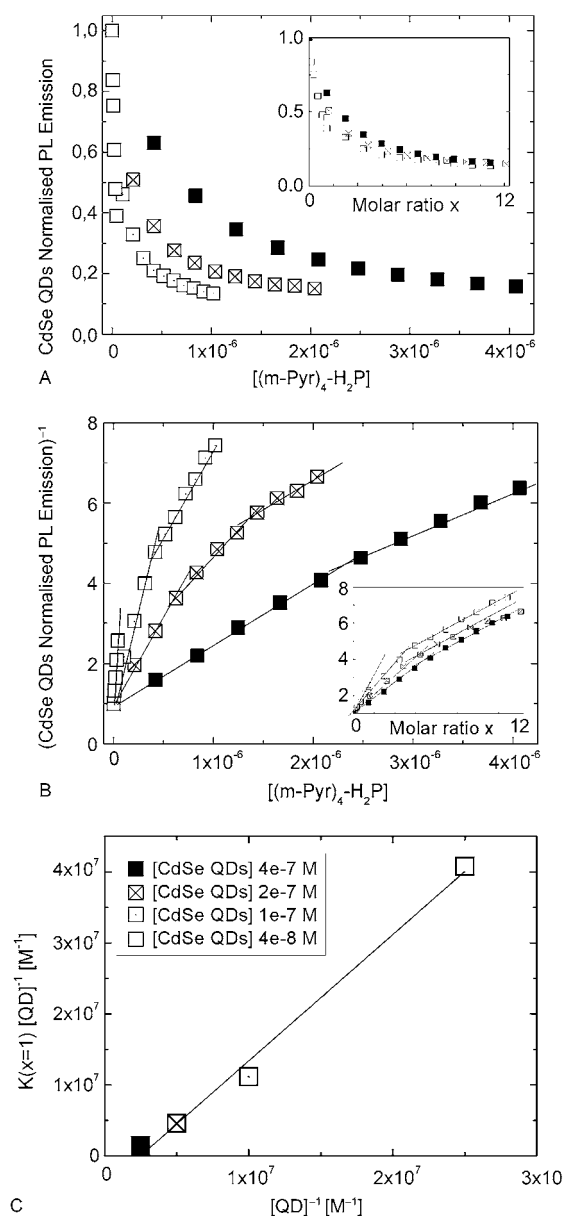 1,0
0,8
0,6
0,4
0,2
0,0
CdSe QDs Normalised PL Emission
1.0
0.5
0.0
0
12
Molar ratio x
0
1x10⁻⁶
2x10⁻⁶
3x10⁻⁶
4x10⁻⁶
A
[(m-Pyr)₄-H₂P]
8
6
4
2
0
(CdSe QDs Normalised PL Emission)⁻¹
8
6
4
2
0
12
Molar ratio x
0
1x10⁻⁶
2x10⁻⁶
3x10⁻⁶
4x10⁻⁶
B
[(m-Pyr)₄-H₂P]
4x10⁷
3x10⁷
2x10⁷
1x10⁷
0
K(x=1) [QD]⁻¹ [M⁻¹]
[CdSe QDs] 4e-7 M
[CdSe QDs] 2e-7 M
[CdSe QDs] 1e-7 M
[CdSe QDs] 4e-8 M
1x10⁷
2x10⁷
3x10
C
[QD]⁻¹ [M⁻¹]